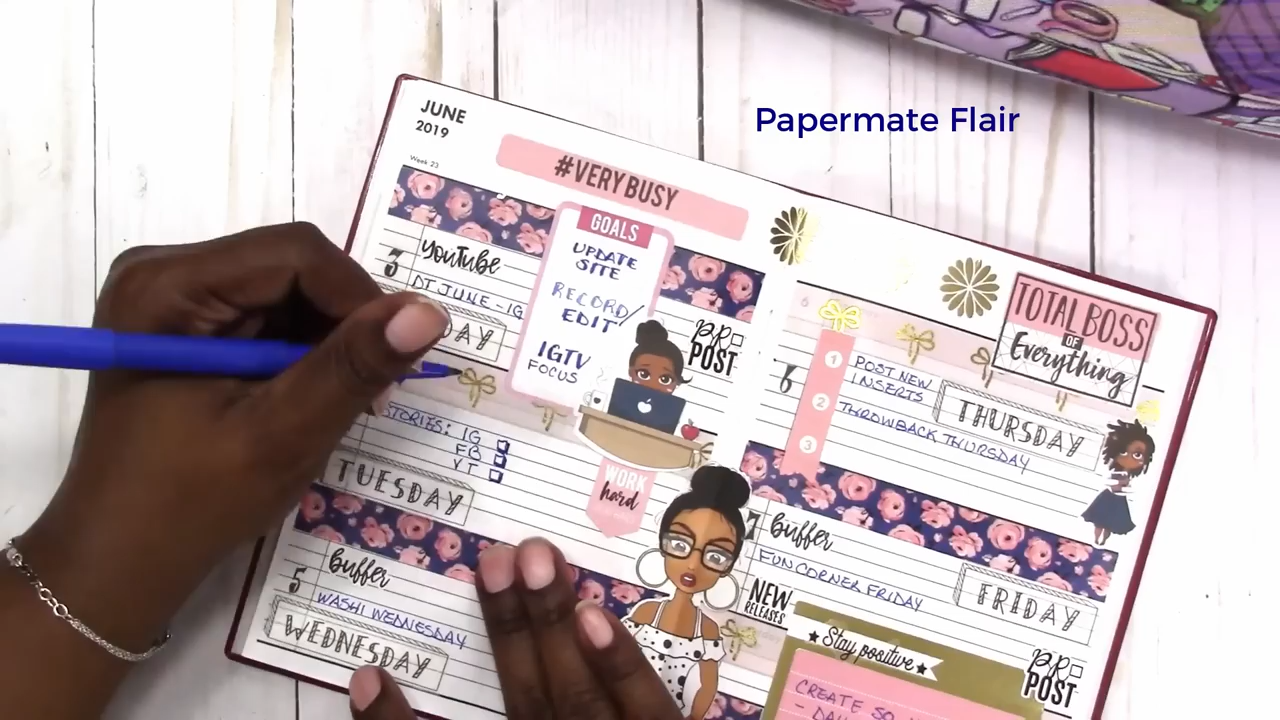 Papermate Flair
JUNE
2019
Week 23
#VERY BUSY
GOALS
UPDATE
SITE
RECORD/
EDIT
IGTV
FOCUS
3
YouTube
DT JUNE - IG
DAY
PR
POST
STORIES: IG
FB
YT
TUESDAY
WORK
hard
5
buffer
WASHI WEDNESDAY
WEDNESDAY
TOTAL BOSS
OF
Everything
6
1
2
3
POST NEW
INSERTS
THROWBACK THURSDAY
THURSDAY
7
buffer
FUN CORNER FRIDAY
FRIDAY
NEW
RELEASES
Stay positive
PR
POST
CREATE SO